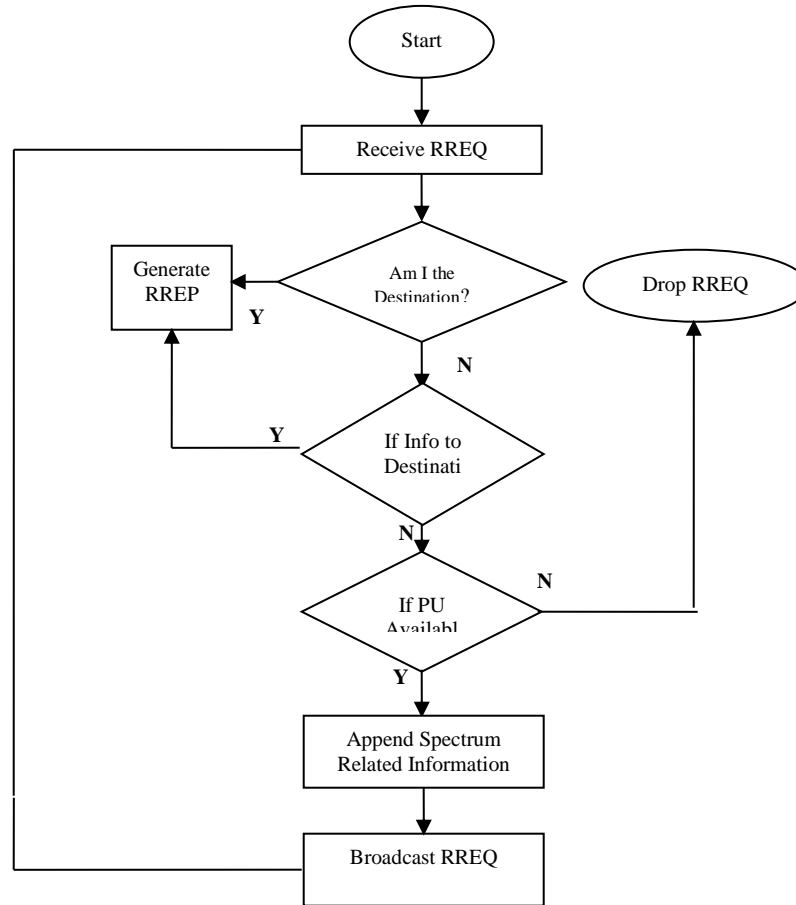 Start
Receive RREQ
Generate
RREP
Am I the
Destination?
Drop RREQ
Y
N
If Info to
Destinati
Y
N
If PU
Availabl
N
Y
Append Spectrum
Related Information
Broadcast RREQ